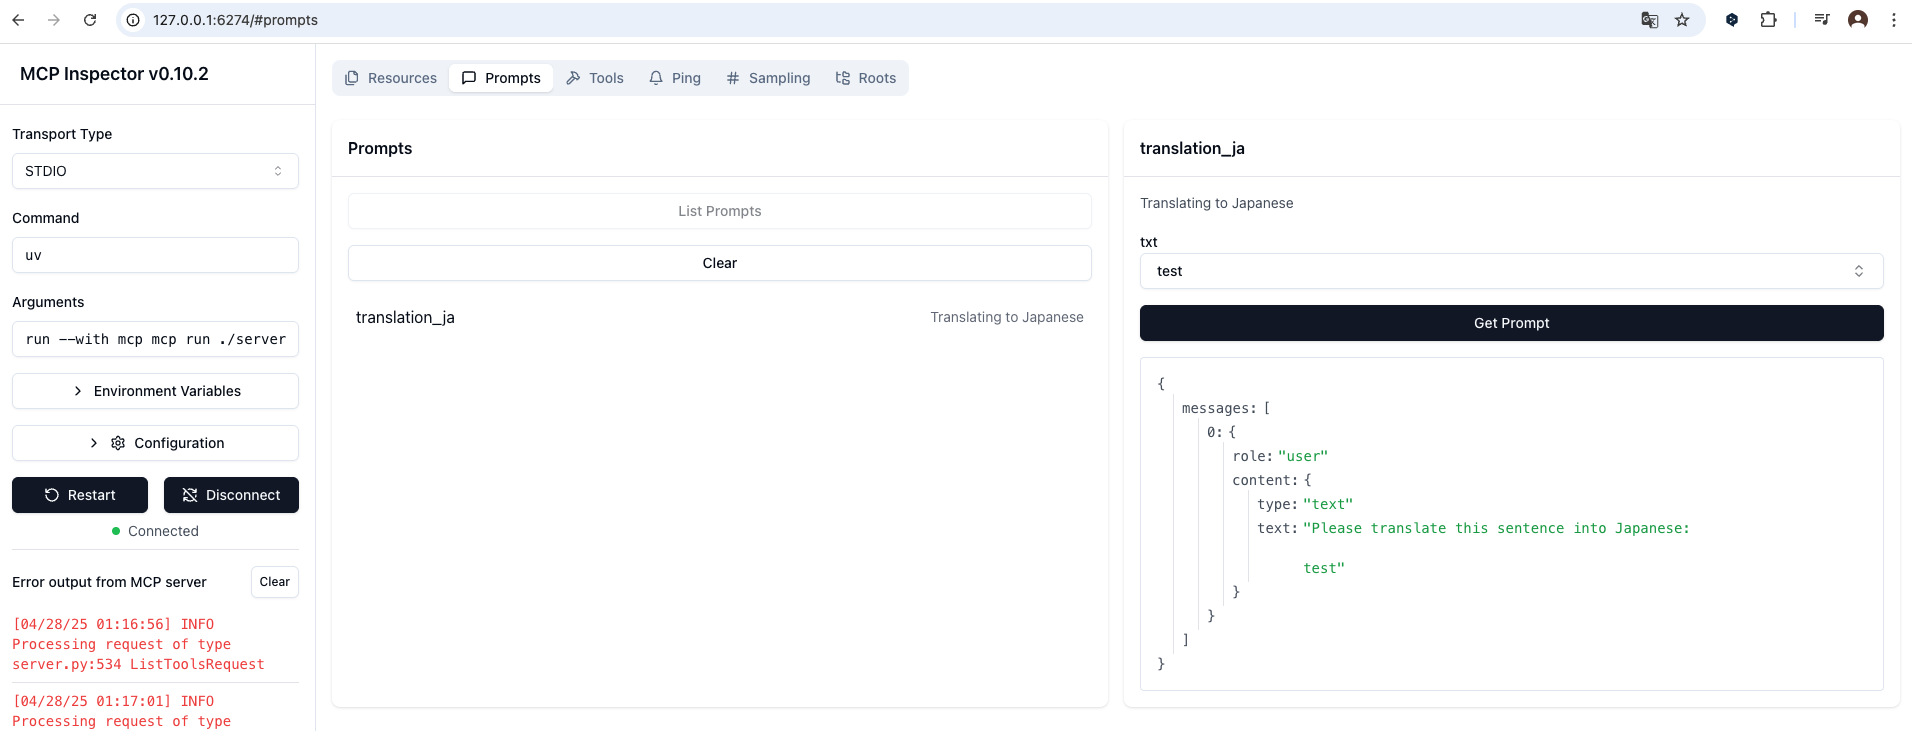 127.0.0.1:6274/#prompts
MCP Inspector v0.10.2
Transport Type
STDIO
Command
uv
Arguments
run --with mcp mcp run ./server
Environment Variables
Configuration
Restart
Disconnect
Connected
Error output from MCP server
Clear
[04/28/25 01:16:56] INFO
Processing request of type
server.py:534 ListToolsRequest
[04/28/25 01:17:01] INFO
Processing request of type
Resources
Prompts
Tools
Ping
Sampling
Roots
Prompts
List Prompts
Clear
translation_ja
Translating to Japanese
translation_ja
Translating to Japanese
txt
test
Get Prompt
{
messages: [
0: {
role: "user"
content: {
type: "text"
text: "Please translate this sentence into Japanese:
test"
}
}
]
}